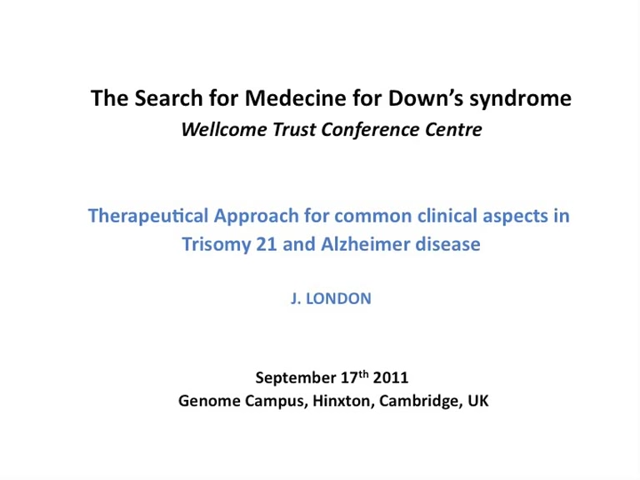 The Search for Medecine for Down’s syndrome
Wellcome Trust Conference Centre
Therapeutical Approach for common clinical aspects in
Trisomy 21 and Alzheimer disease
J. LONDON
September 17th 2011
Genome Campus, Hinxton, Cambridge, UK